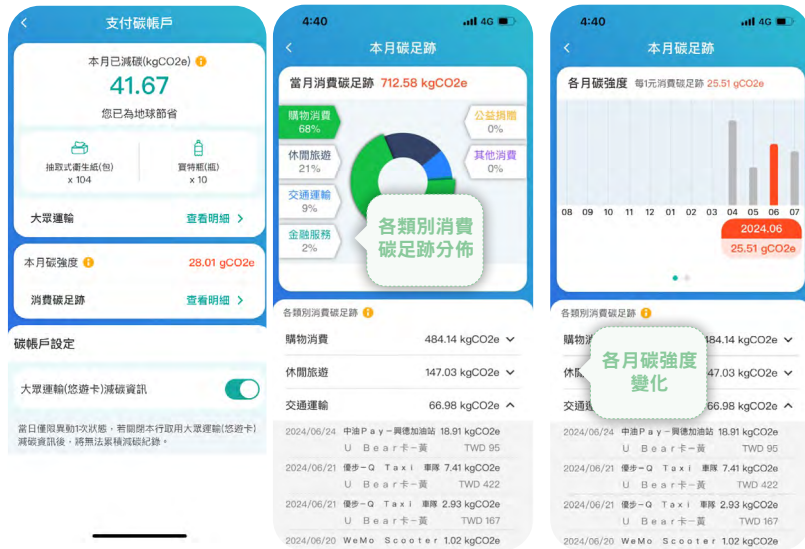 支付碳帳戶
本月已減碳(kgCO2e)
41.67
您已為地球節省
抽取式衛生紙(包)
x 104
寶特瓶(瓶)
x 10
大眾運輸
查看明細
本月碳強度
28.01 gCO2e
消費碳足跡
查看明細
碳帳戶設定
大眾運輸(悠遊卡)減碳資訊
當日僅限異動1次狀態，若關閉本行取用大眾運輸(悠遊卡)
減碳資訊後，將無法累積減碳紀錄。
4:40
4G
本月碳足跡
當月消費碳足跡 712.58 kgCO2e
購物消費
68%
休閒旅遊
21%
交通運輸
9%
金融服務
2%
公益捐贈
0%
其他消費
0%
各類別消費
碳足跡分佈
各類別消費碳足跡
購物消費 484.14 kgCO2e
休閒旅遊 147.03 kgCO2e
交通運輸 66.98 kgCO2e
2024/06/24 中油Pay－興德加油站 18.91 kgCO2e
U Bear卡－黃 TWD 95
2024/06/21 優步－Q Taxi 車隊 7.41 kgCO2e
U Bear卡－黃 TWD 422
2024/06/21 優步－Q Taxi 車隊 2.93 kgCO2e
U Bear卡－黃 TWD 167
2024/06/20 WeMo Scooter 1.02 kgCO2e
4:40
4G
本月碳足跡
各月碳強度 每1元消費碳足跡 25.51 gCO2e
08 09 10 11 12 01 02 03 04 05 06 07
2024.06
25.51 gCO2e
各類別消費碳足跡
購物 484.14 kgCO2e
休閒 47.03 kgCO2e
交通 66.98 kgCO2e
各月碳強度
變化
2024/06/24 中油Pay－興德加油站 18.91 kgCO2e
U Bear卡－黃 TWD 95
2024/06/21 優步－Q Taxi 車隊 7.41 kgCO2e
U Bear卡－黃 TWD 422
2024/06/21 優步－Q Taxi 車隊 2.93 kgCO2e
U Bear卡－黃 TWD 167
2024/06/20 WeMo Scooter 1.02 kgCO2e